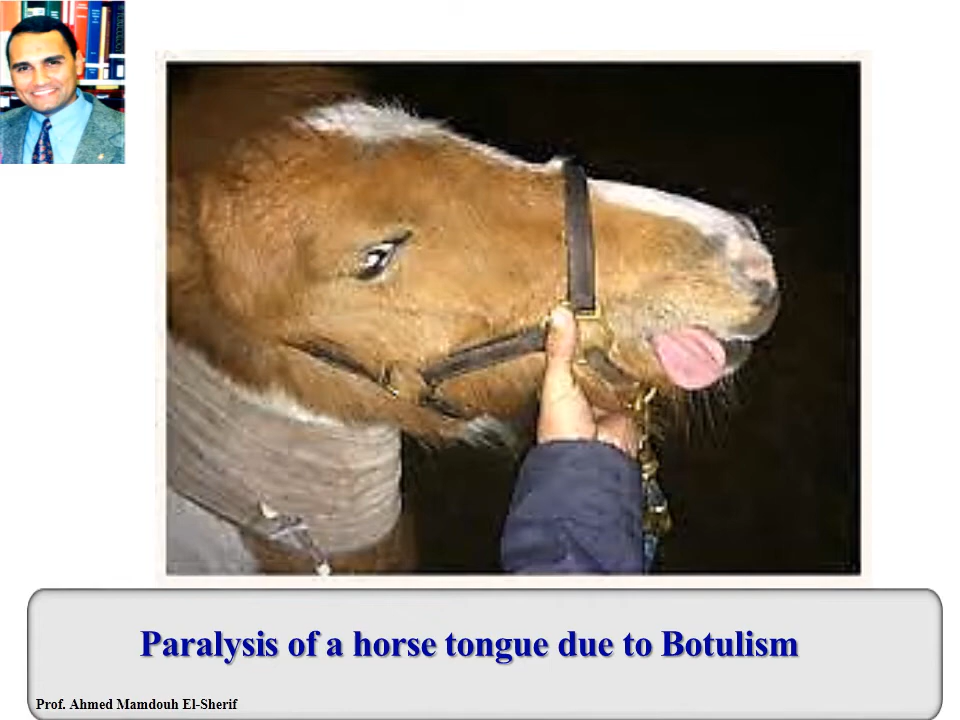 Paralysis of a horse tongue due to Botulism
Prof. Ahmed Mamdouh El-Sherif